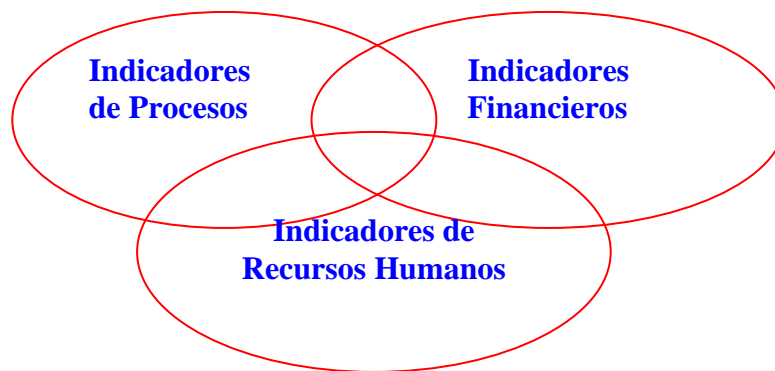 Indicadores
de Procesos
Indicadores
Financieros
Indicadores de
Recursos Humanos